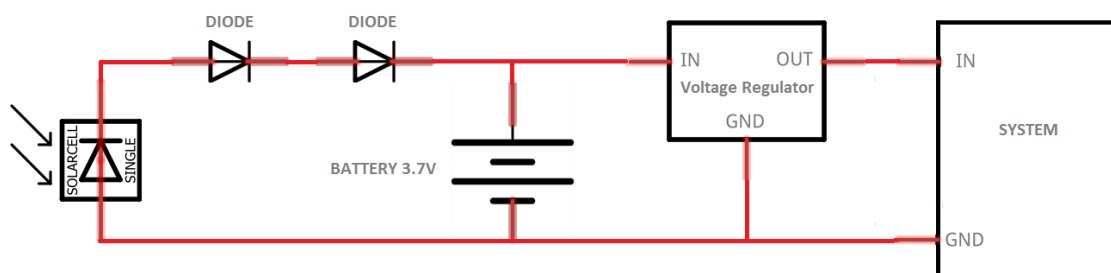 DIODE
DIODE
SOLARCELL
SINGLE
BATTERY 3.7V
IN
OUT
Voltage Regulator
GND
IN
SYSTEM
GND